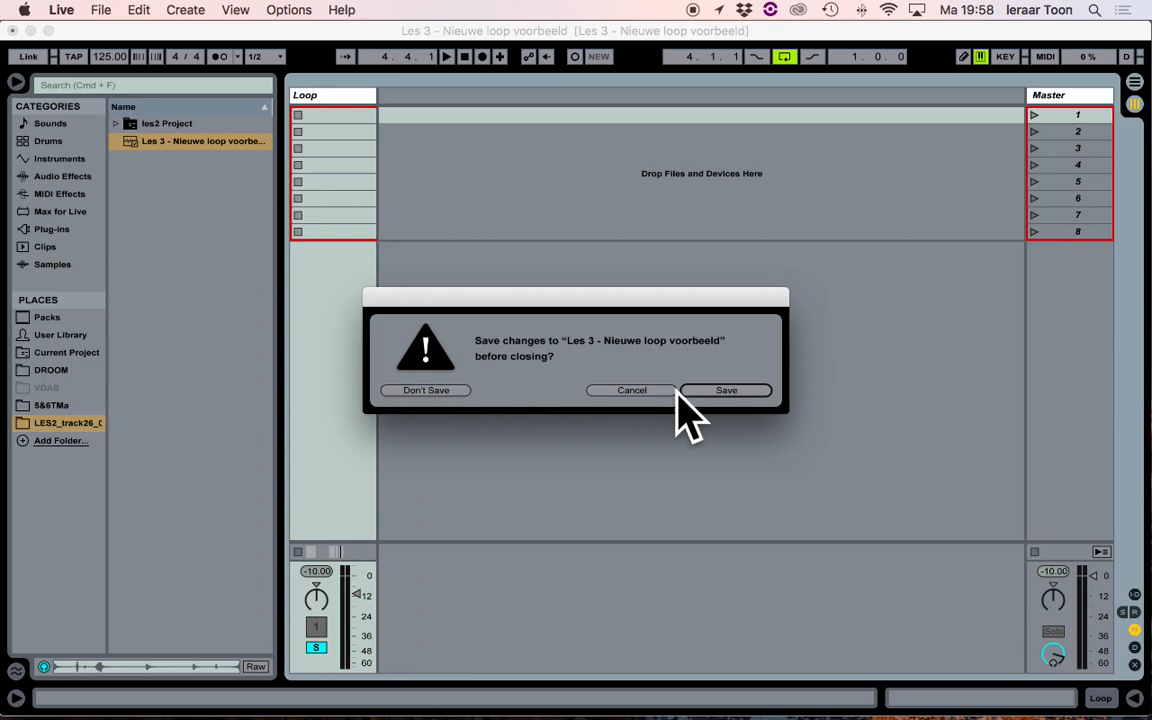 Live File Edit Create View Options Help Ma 19:58 leraar Toon
Les 3 - Nieuwe loop voorbeeld [Les 3 - Nieuwe loop voorbeeld]
Link TAP 125.00 4 / 4 1/2 4. 4. 1 NEW 4. 1. 1 1. 0. 0 KEY MIDI 0 % D
Search (Cmd + F)
CATEGORIES
Sounds
Drums
Instruments
Audio Effects
MIDI Effects
Max for Live
Plug-ins
Clips
Samples
PLACES
Packs
User Library
Current Project
DROOM
VDAB
5&6TMa
LES2_track26_0
Add Folder...
Name
les2 Project
Les 3 - Nieuwe loop voorbe...
Raw
Loop
Drop Files and Devices Here
Master
1
2
3
4
5
6
7
8
Save changes to “Les 3 - Nieuwe loop voorbeeld”
before closing?
Don't Save Cancel Save
-10.00
0
12
24
36
48
60
1
S
-10.00
0
12
24
36
48
60
Solo
S R
D
X
Loop